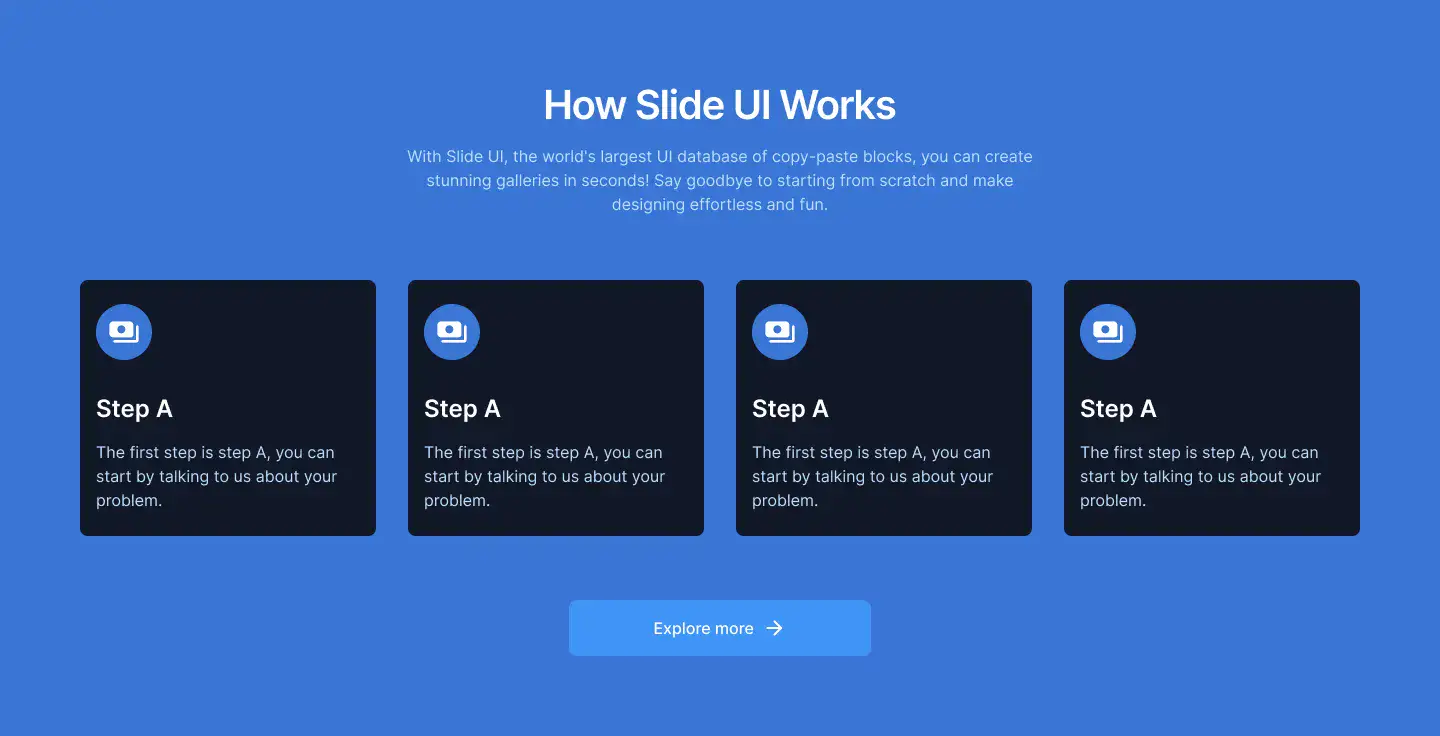 How Slide UI Works
With Slide UI, the world's largest UI database of copy-paste blocks, you can create
stunning galleries in seconds! Say goodbye to starting from scratch and make
designing effortless and fun.
Step A
The first step is step A, you can
start by talking to us about your
problem.
Step A
The first step is step A, you can
start by talking to us about your
problem.
Step A
The first step is step A, you can
start by talking to us about your
problem.
Step A
The first step is step A, you can
start by talking to us about your
problem.
Explore more